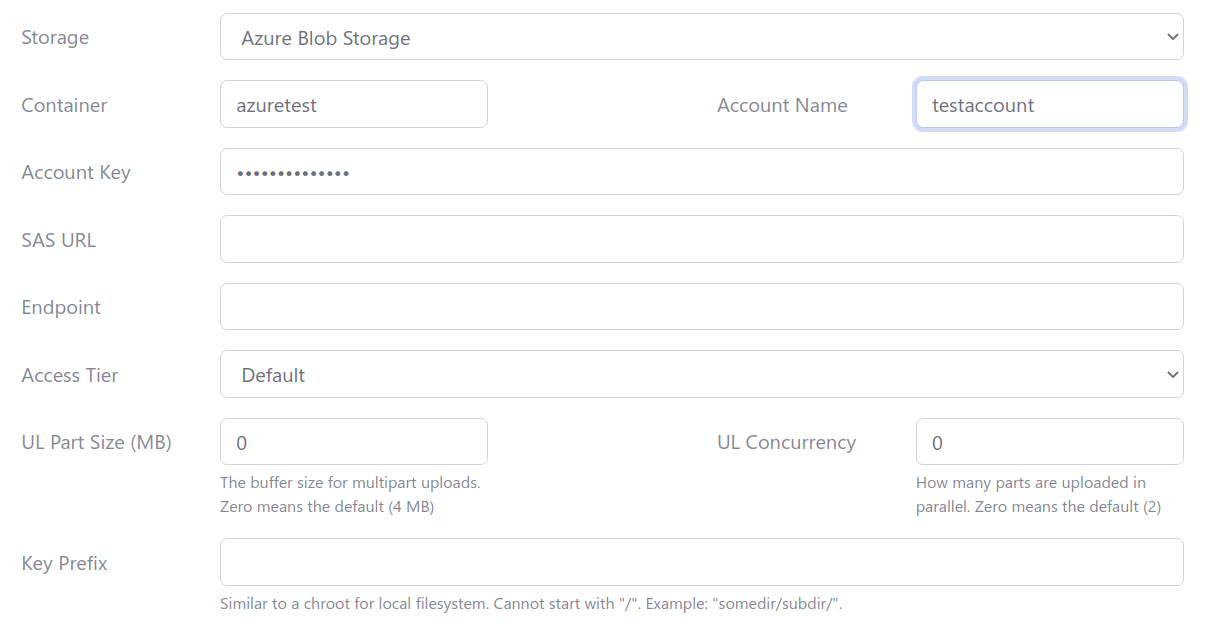 Storage
Azure Blob Storage
Container
azuretest
Account Name
testaccount
Account Key
••••••••••••••
SAS URL
Endpoint
Access Tier
Default
UL Part Size (MB)
0
The buffer size for multipart uploads.
Zero means the default (4 MB)
UL Concurrency
0
How many parts are uploaded in
parallel. Zero means the default (2)
Key Prefix
Similar to a chroot for local filesystem. Cannot start with "/". Example: "somedir/subdir/".